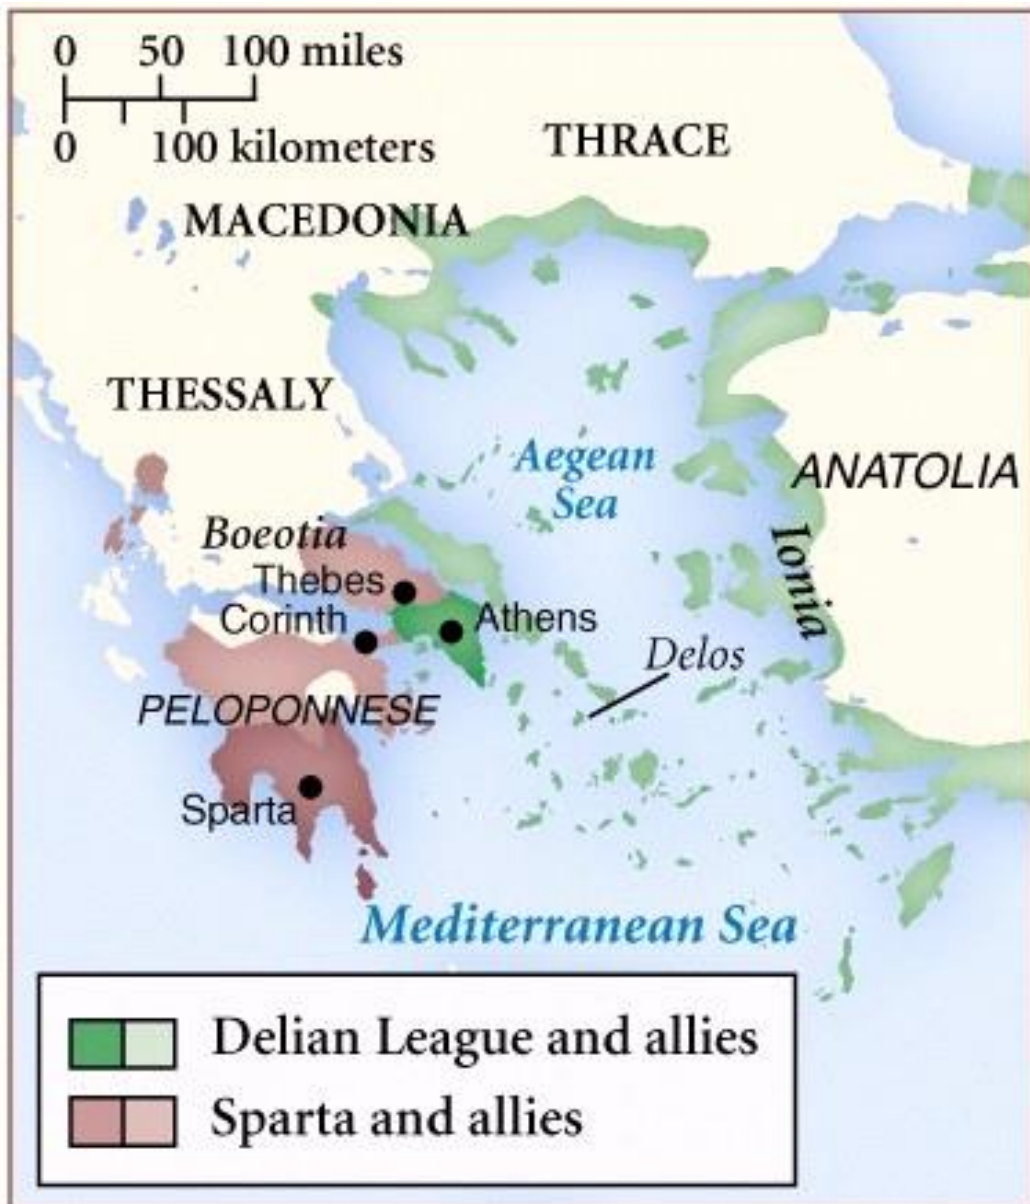 0 50 100 miles
0 100 kilometers
THRACE
MACEDONIA
THESSALY
Aegean
Sea
ANATOLIA
Boeotia
Ionia
Thebes
Corinth
Athens
Delos
PELOPONNESE
Sparta
Mediterranean Sea
Delian League and allies
Sparta and allies